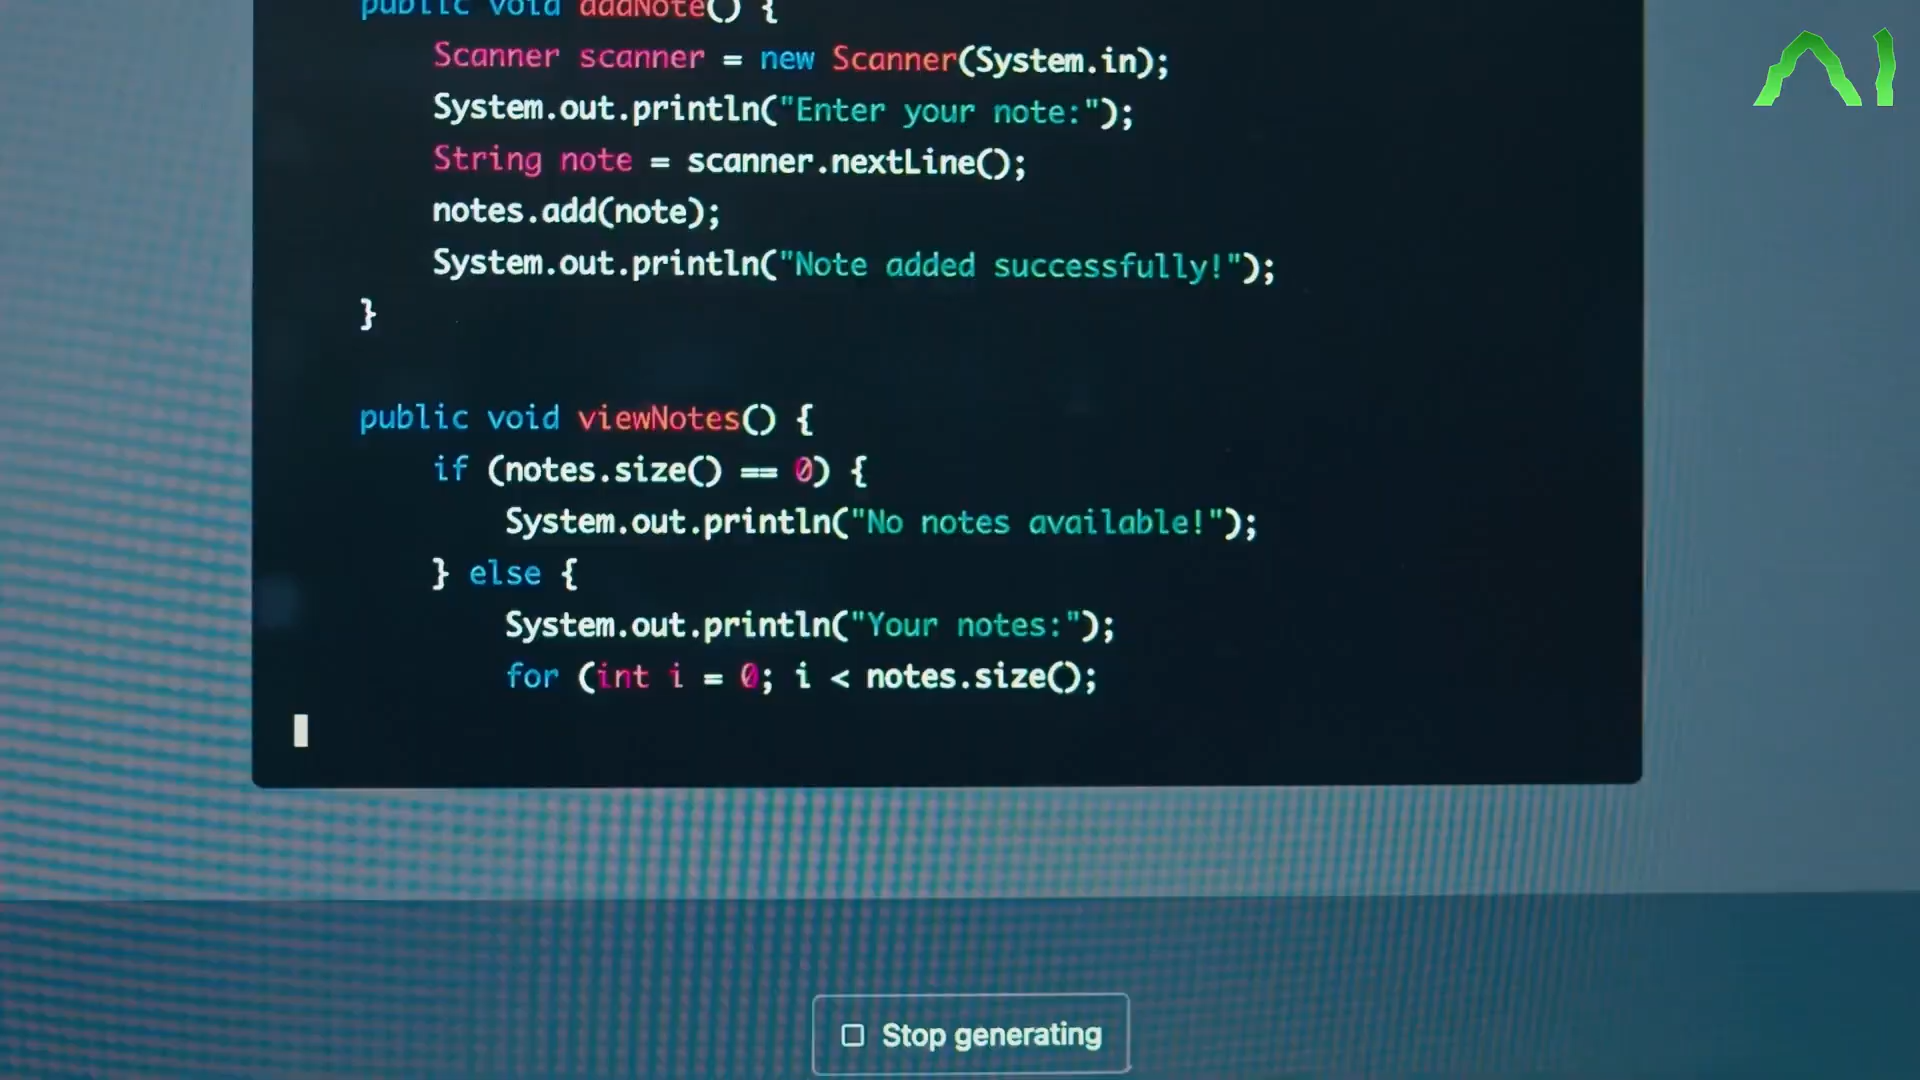 public void addNote() {
Scanner scanner = new Scanner(System.in);
System.out.println("Enter your note:");
String note = scanner.nextLine();
notes.add(note);
System.out.println("Note added successfully!");
}
public void viewNotes() {
if (notes.size() == 0) {
System.out.println("No notes available!");
} else {
System.out.println("Your notes:");
for (int i = 0; i < notes.size();
Stop generating
AI